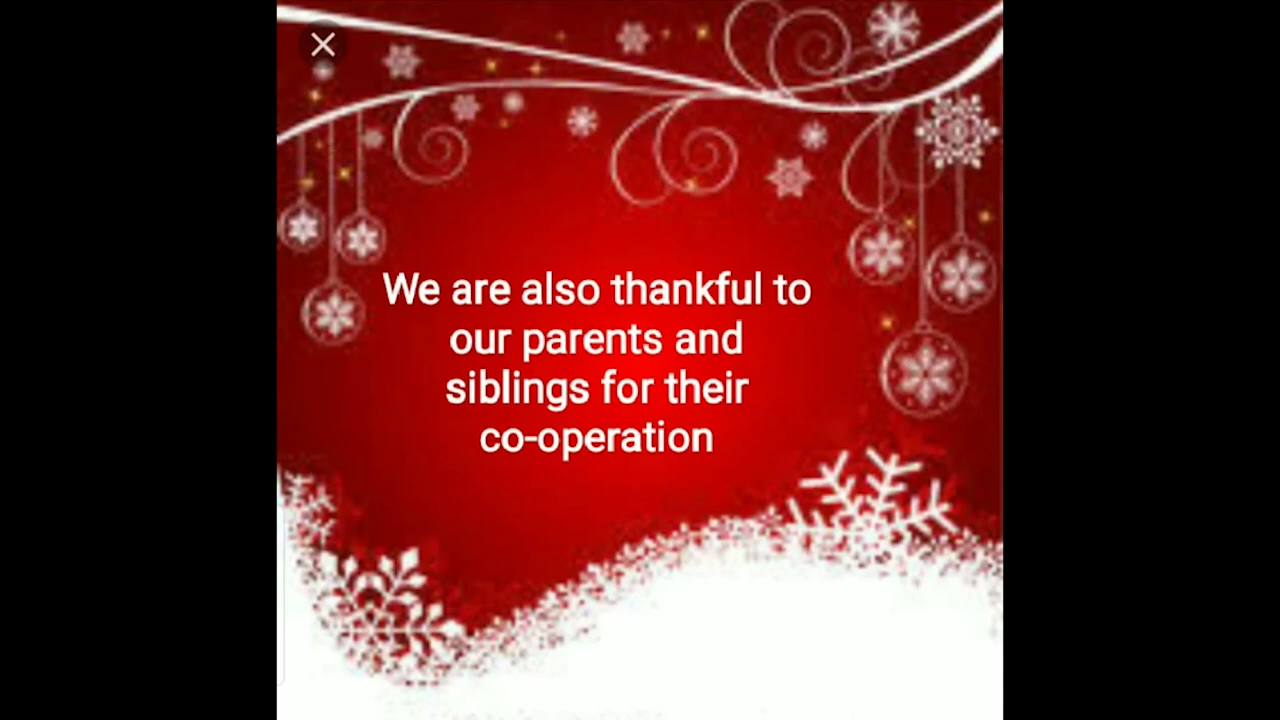 We are also thankful to
our parents and
siblings for their
co-operation